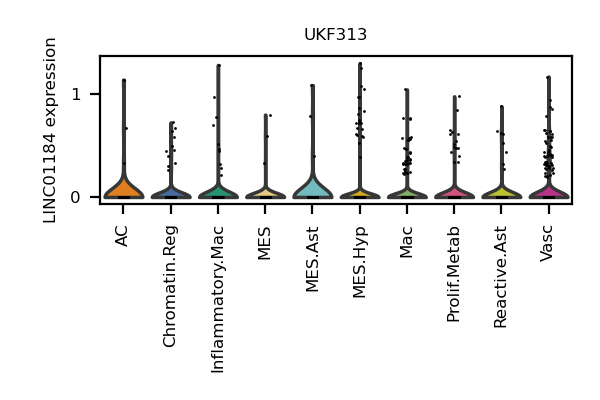 UKF313
LINC01184 expression
1
0
AC
Chromatin.Reg
Inflammatory.Mac
MES
MES.Ast
MES.Hyp
Mac
Prolif.Metab
Reactive.Ast
Vasc